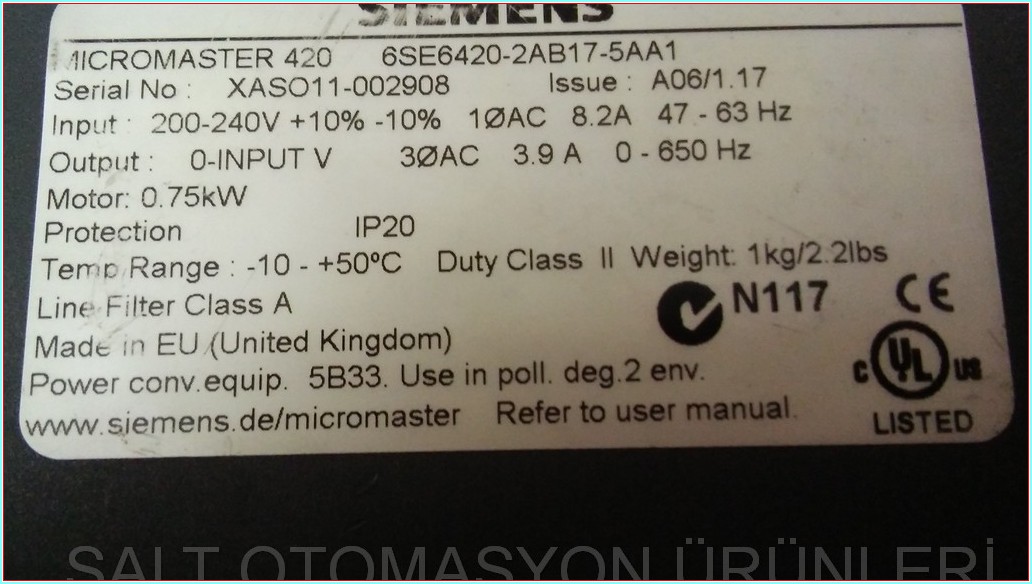 SIEMENS
MICROMASTER 420 6SE6420-2AB17-5AA1
Serial No : XASO11-002908 Issue : A06/1.17
Input : 200-240V +10% -10% 1ØAC 8.2A 47 - 63 Hz
Output : 0-INPUT V 3ØAC 3.9 A 0 - 650 Hz
Motor: 0.75kW
Protection IP20
Temp Range : -10 - +50ºC Duty Class II Weight: 1kg/2.2lbs
Line Filter Class A N117 CE
Made in EU (United Kingdom)
Power conv.equip. 5B33. Use in poll. deg.2 env. C UL US
www.siemens.de/micromaster Refer to user manual. LISTED
SALT OTOMASYON ÜRÜNLERİ